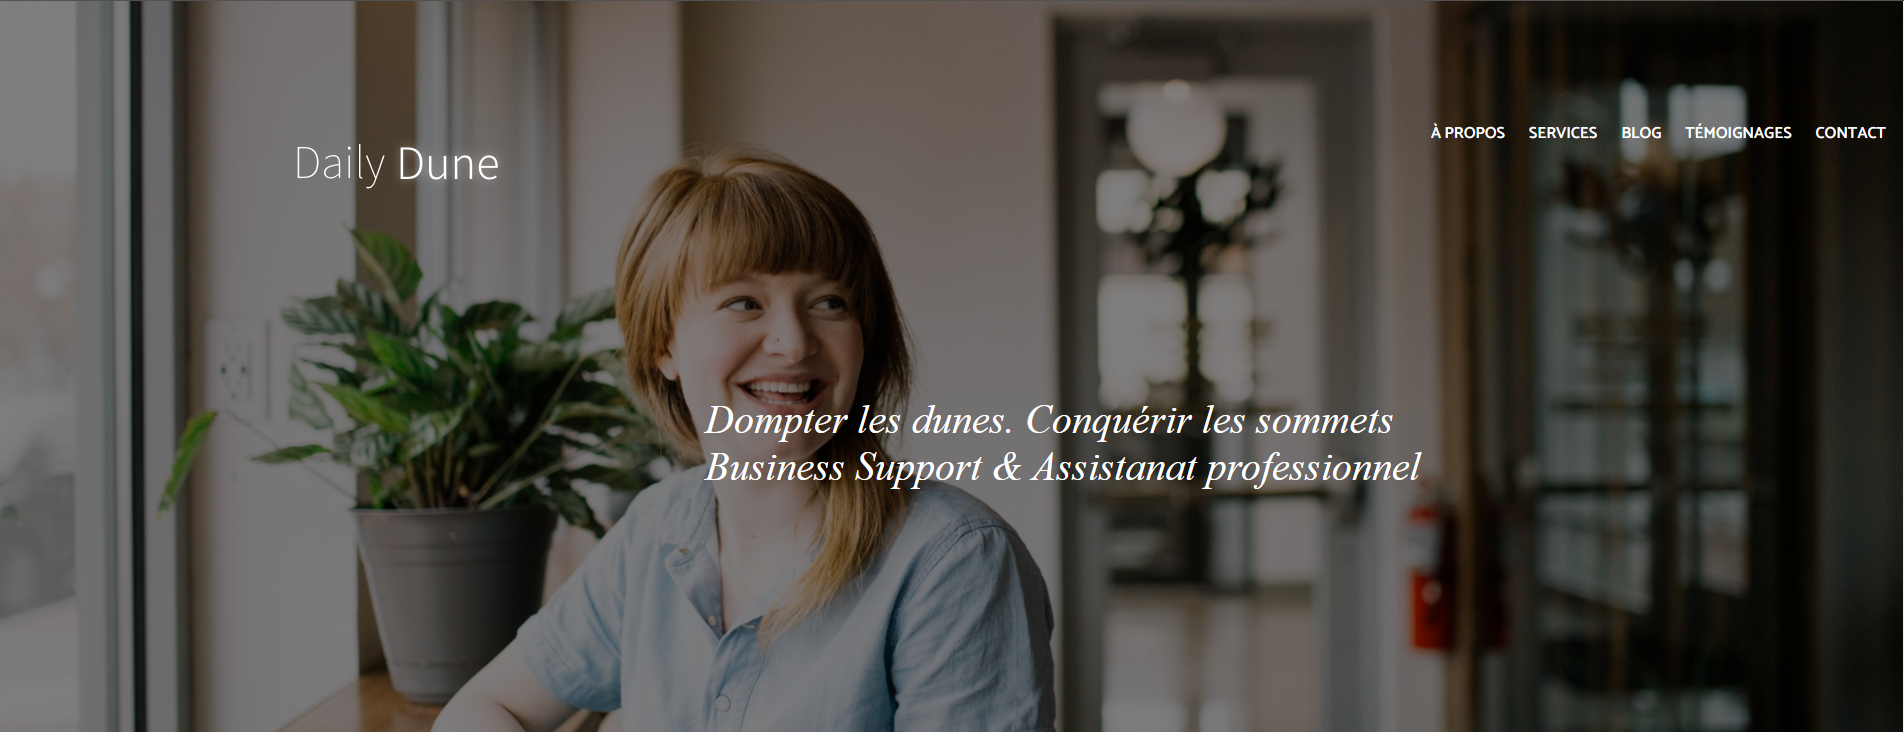 À PROPOS SERVICES BLOG TÉMOIGNAGES CONTACT
Daily Dune
Dompter les dunes. Conquérir les sommets
Business Support & Assistanat professionnel